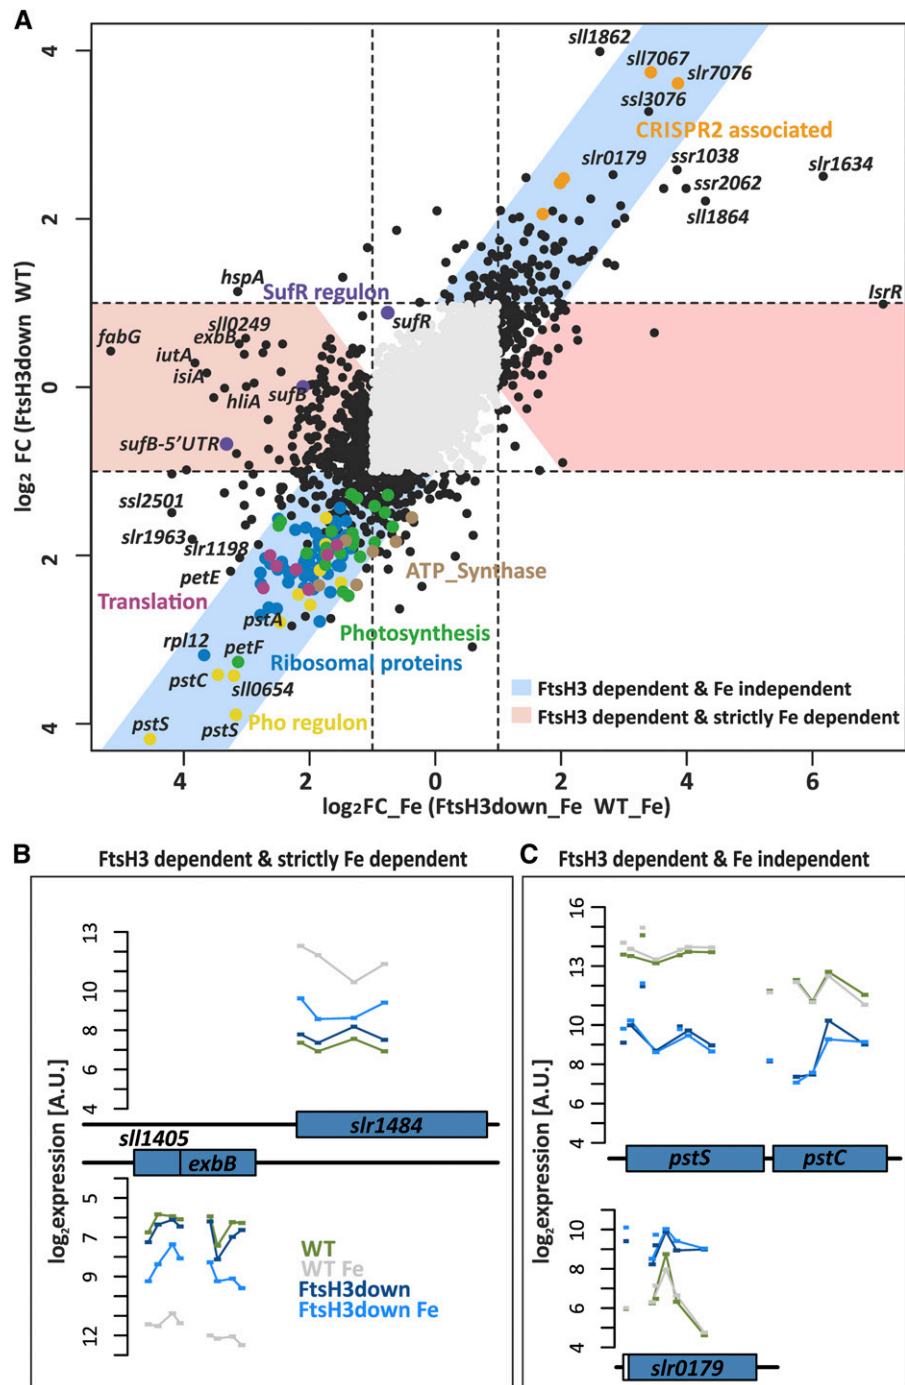 A
log₂ FC (FtsH3down WT)
4
2
0
2
4
sll1862
sll7067
slr7076
ssl3076
CRISPR2 associated
slr0179
ssr1038
slr1634
ssr2062
sll1864
hspA
SufR regulon
IsrR
sll0249
sufR
fabG
exbB
iutA
isiA
hliA
sufB
sufB-5'UTR
ssl2501
slr1963
slr1198
petE
ATP_Synthase
Translation
pstA
Photosynthesis
rpl12
petF
Ribosomal proteins
pstC
sll0654
FtsH3 dependent & Fe independent
pstS
pstS
Pho regulon
FtsH3 dependent & strictly Fe dependent
4
2
0
2
4
6
log₂FC_Fe (FtsH3down_Fe WT_Fe)
B
FtsH3 dependent & strictly Fe dependent
log₂expression [A.U.]
13
10
8
6
4
slr1484
sll1405
exbB
5
7
9
12
WT
WT Fe
FtsH3down
FtsH3down Fe
C
FtsH3 dependent & Fe independent
log₂expression [A.U.]
16
13
10
8
6
4
pstS
pstC
10
8
6
4
slr0179